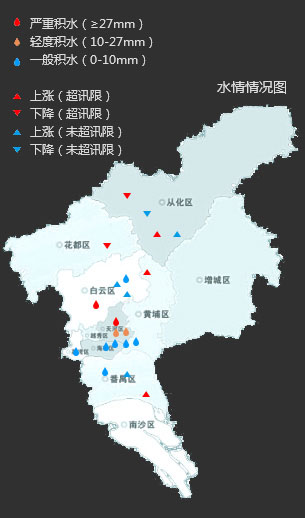 严重积水（≥27mm）
轻度积水（10-27mm）
一般积水（0-10mm）
水情情况图
上涨（超讯限）
下降（超讯限）
上涨（未超讯限）
下降（未超讯限）
从化区
花都区
增城区
白云区
黄埔区
天河区
越秀区
番禺区
南沙区